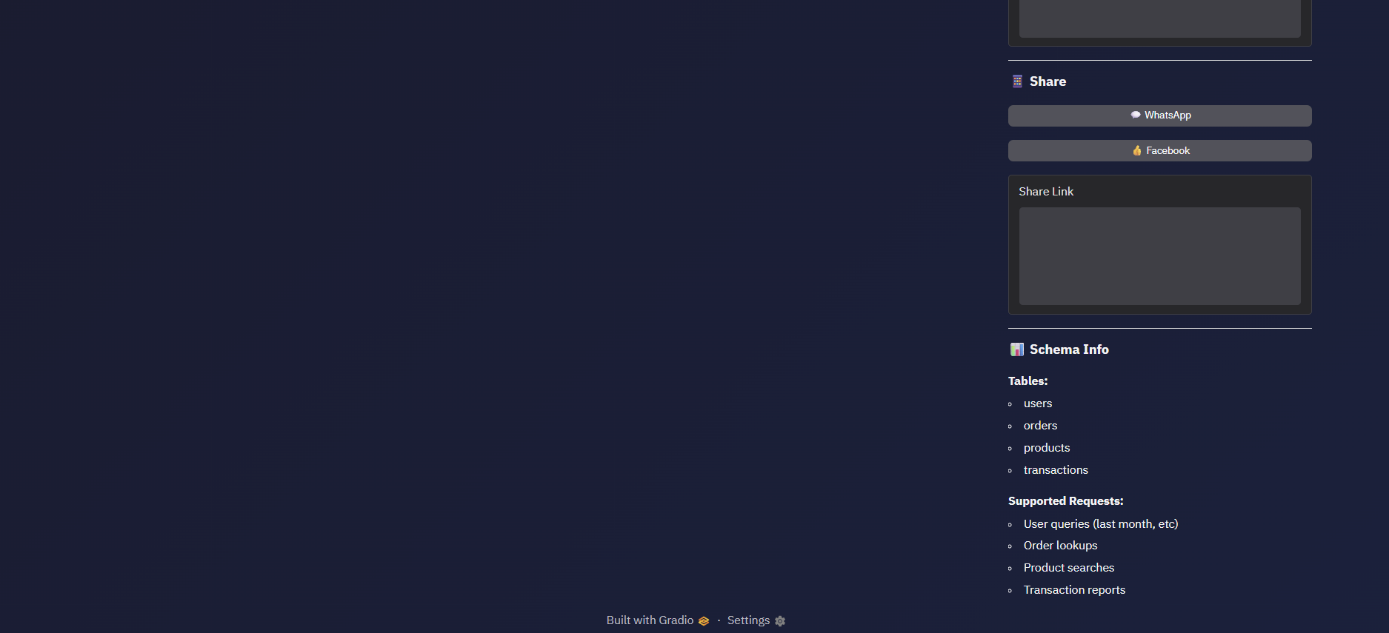 Share
WhatsApp
Facebook
Share Link
Schema Info
Tables:
users
orders
products
transactions
Supported Requests:
User queries (last month, etc)
Order lookups
Product searches
Transaction reports
Built with Gradio · Settings